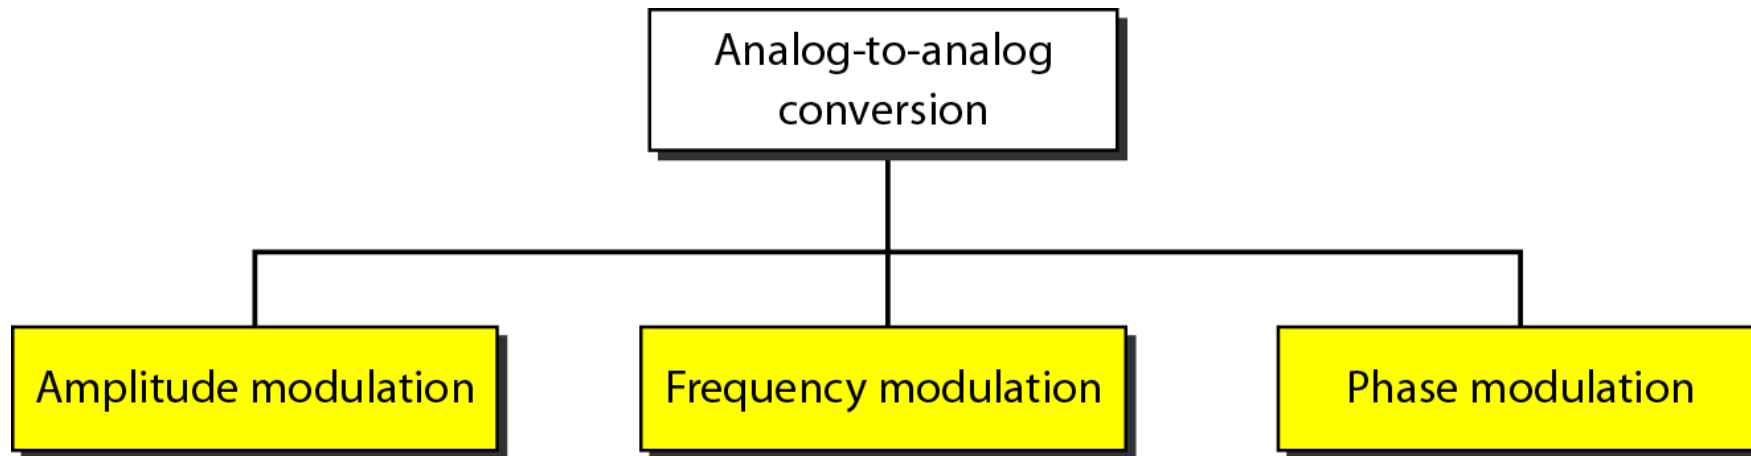 Analog-to-analog
conversion
Amplitude modulation
Frequency modulation
Phase modulation